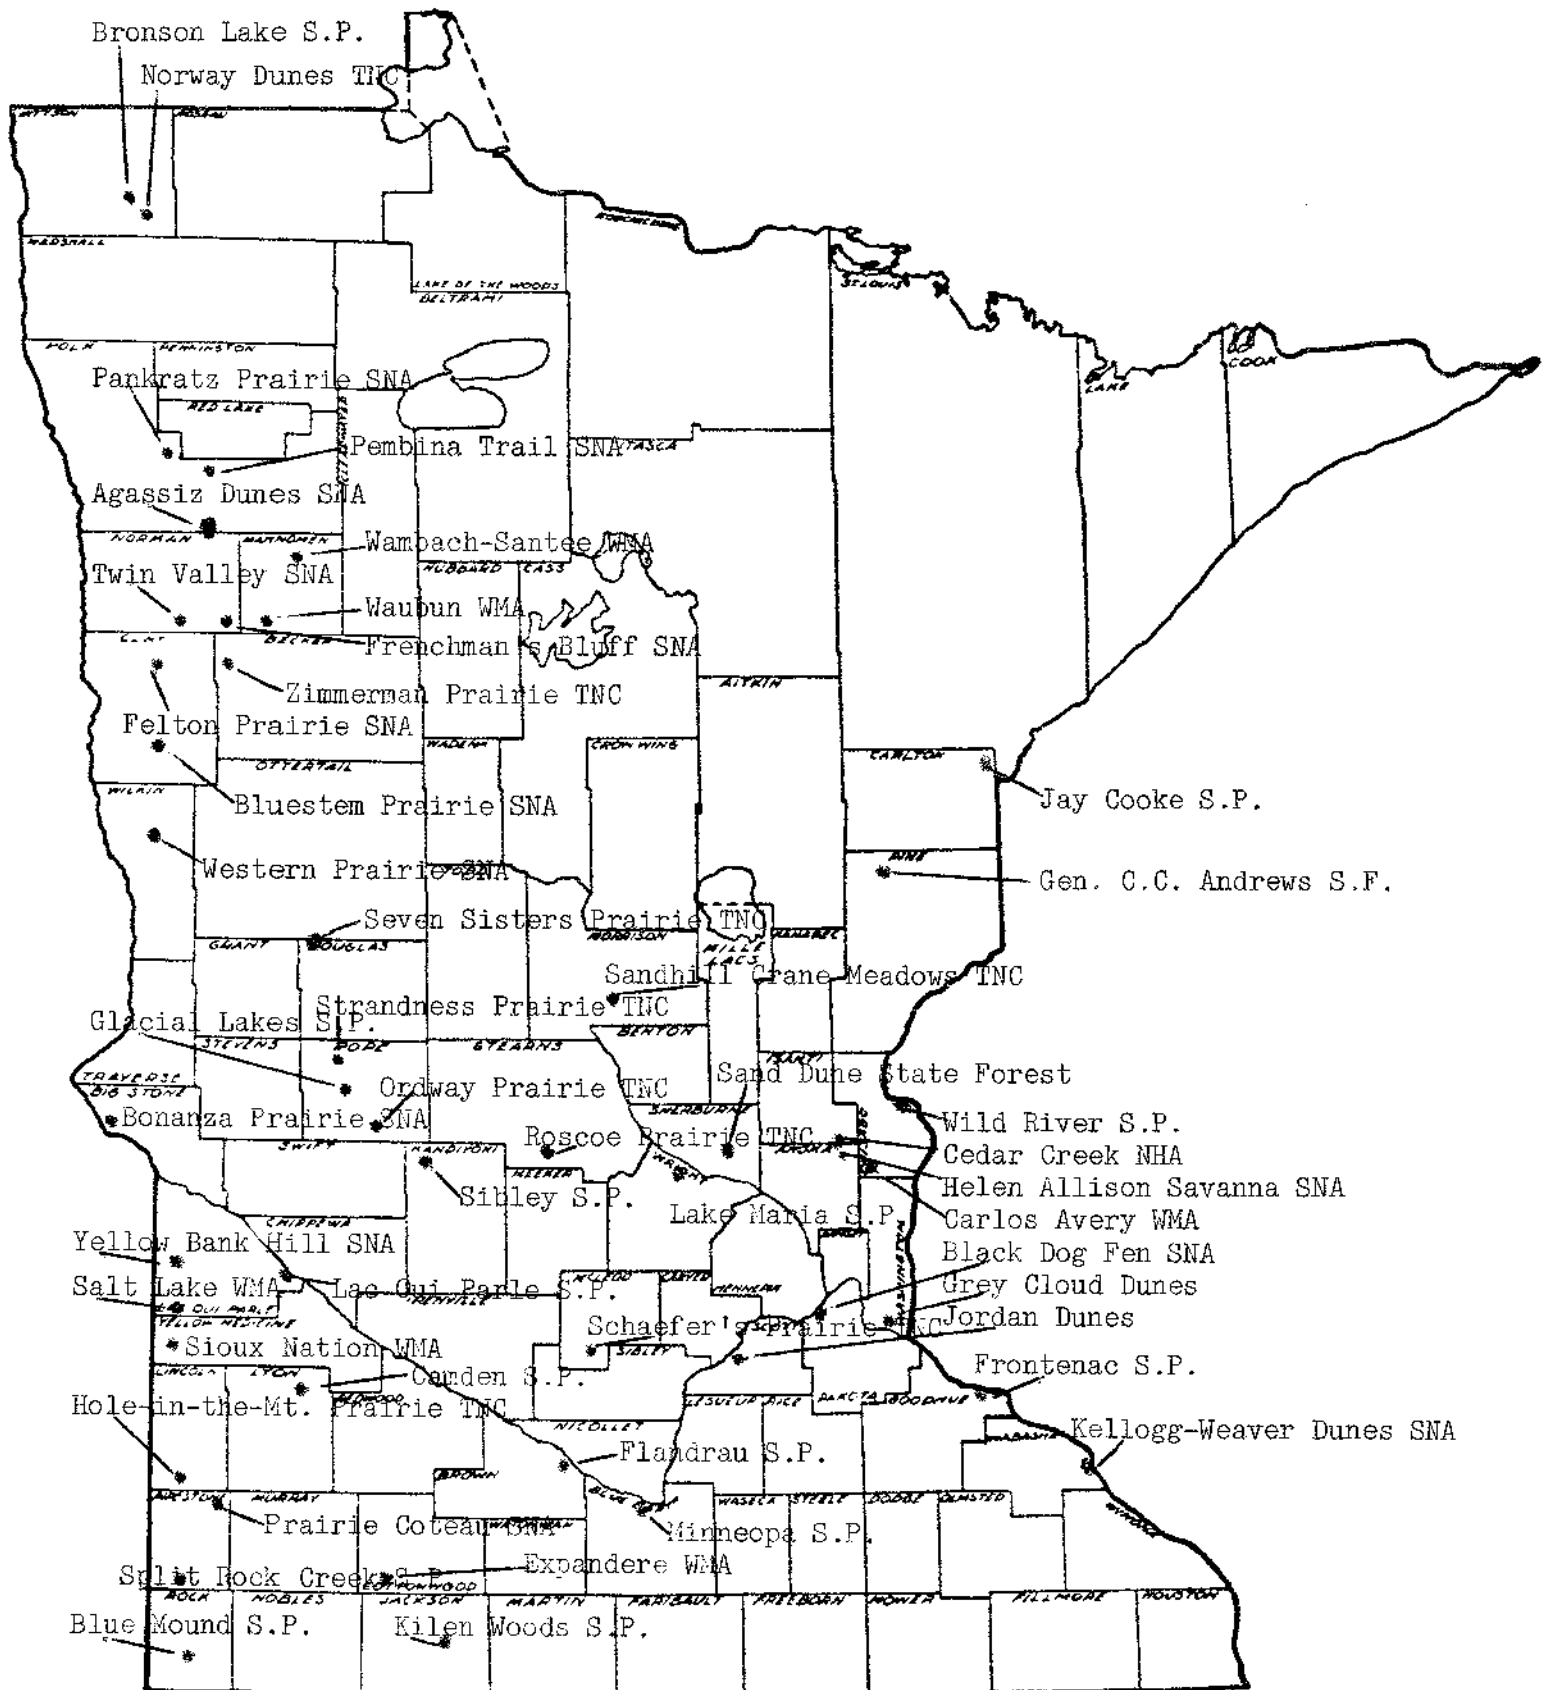 Bronson Lake S.P.
Norway Dunes TNC
KITTSON
ROSEAU
KOOCHICHING
MARSHALL
LAKE OF THE WOODS
BELTRAMI
ST LOUIS
POLK
PENNINGTON
COOK
LAKE
Pankratz Prairie SNA
RED LAKE
Pembina Trail SNA
ITASCA
CLEARWATER
Agassiz Dunes SNA
NORMAN
MAHNOMEN
Wambach-Santee WMA
Twin Valley SNA
HUBBARD
CASS
Waubun WMA
CLAY
BECKER
Frenchman's Bluff SNA
Zimmerman Prairie TNC
AITKIN
Felton Prairie SNA
WADENA
CROW WING
CARLTON
OTTERTAIL
WILKIN
Bluestem Prairie SNA
Jay Cooke S.P.
Western Prairie SNA
TODD
PINE
Gen. C.C. Andrews S.F.
Seven Sisters Prairie TNC
GRANT
DOUGLAS
MORRISON
MILLE
LACS
KANABEC
Sandhill Crane Meadows TNC
Strandness Prairie TNC
Glacial Lakes S.P.
STEVENS
POPE
STEARNS
BENTON
ISANTI
TRAVERSE
BIG STONE
Ordway Prairie TNC
Sand Dune State Forest
SHERBURNE
CHISAGO
Bonanza Prairie SNA
Wild River S.P.
SWIFT
KANDIYOHI
Roscoe Prairie TNC
ANOKA
Cedar Creek NHA
MEEKER
WRIGHT
Helen Allison Savanna SNA
Sibley S.P.
Lake Maria S.P.
Carlos Avery WMA
CHIPPEWA
RAMSEY
WASHINGTON
Yellow Bank Hill SNA
Black Dog Fen SNA
Salt Lake WMA
Lac Qui Parle S.P.
MCLEOD
CARVER
HENNEPIN
Grey Cloud Dunes
LAC QUI PARLE
YELLOW MEDICINE
RENVILLE
Schaefer's Prairie TNC
SCOTT
Jordan Dunes
Sioux Nation WMA
SIBLEY
LINCOLN
LYON
Camden S.P.
Frontenac S.P.
REDWOOD
LESUEUR
RICE
DAKOTA
GOODHUE
Hole-in-the-Mt. Prairie TNC
NICOLLET
WABASHA
Kellogg-Weaver Dunes SNA
Flandrau S.P.
BROWN
PIPESTONE
MURRAY
BLUE EARTH
WASECA
STEELE
DODGE
OLMSTED
WINONA
Prairie Coteau SNA
WATONWAN
Minneopa S.P.
Split Rock Creek S.P.
COTTONWOOD
Expandere WMA
ROCK
NOBLES
JACKSON
MARTIN
FARIBAULT
FREEBORN
MOWER
FILLMORE
HOUSTON
Blue Mound S.P.
Kilen Woods S.P.